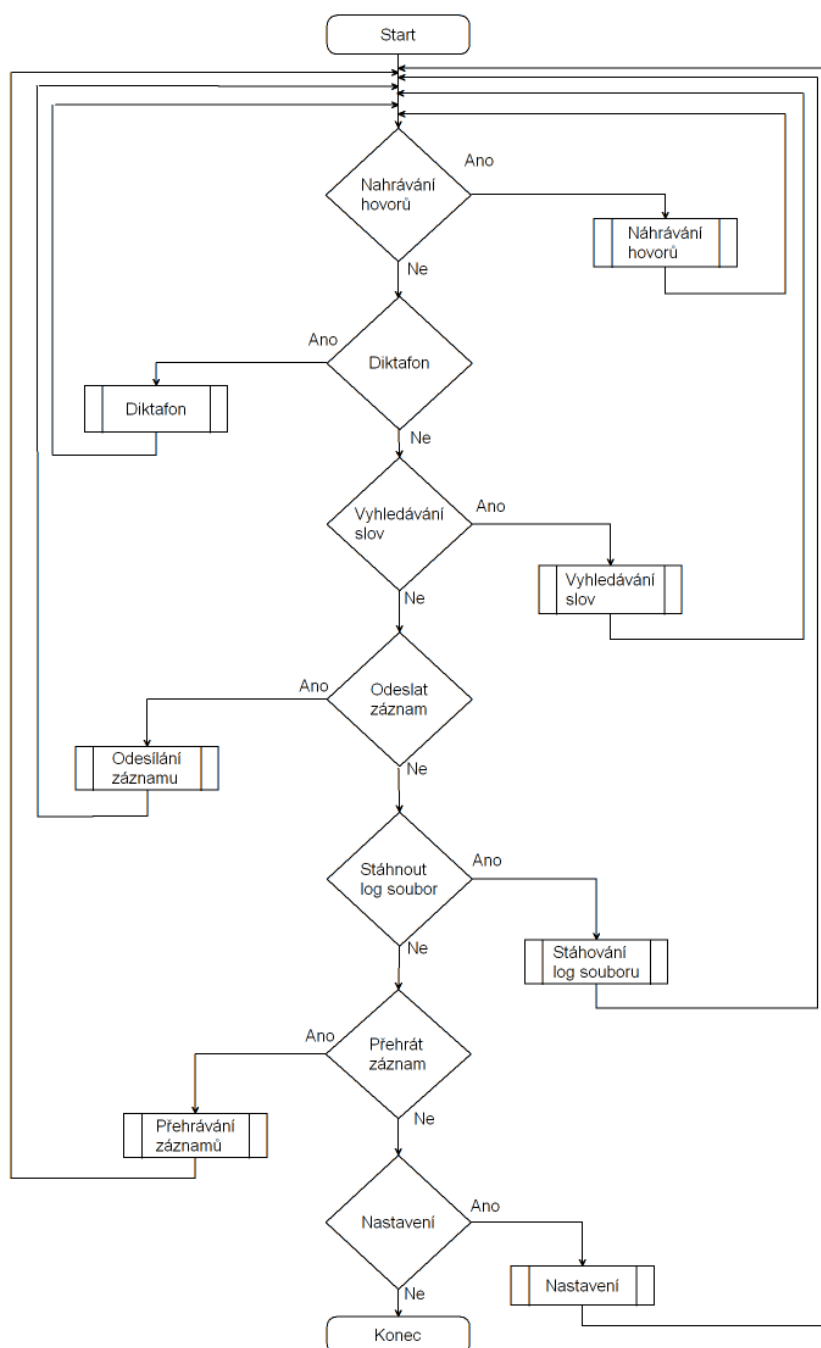 Start
Ano
Nahrávání
hovorů
Náhrávání
hovorů
Ne
Ano
Diktafon
Diktafon
Ne
Ano
Vyhledávání
slov
Vyhledávání
slov
Ne
Ano
Odeslat
záznam
Odesílání
záznamu
Ne
Ano
Stáhnout
log soubor
Stáhování
log souboru
Ne
Ano
Přehrát
záznam
Přehrávání
záznamů
Ne
Ano
Nastavení
Nastavení
Ne
Konec